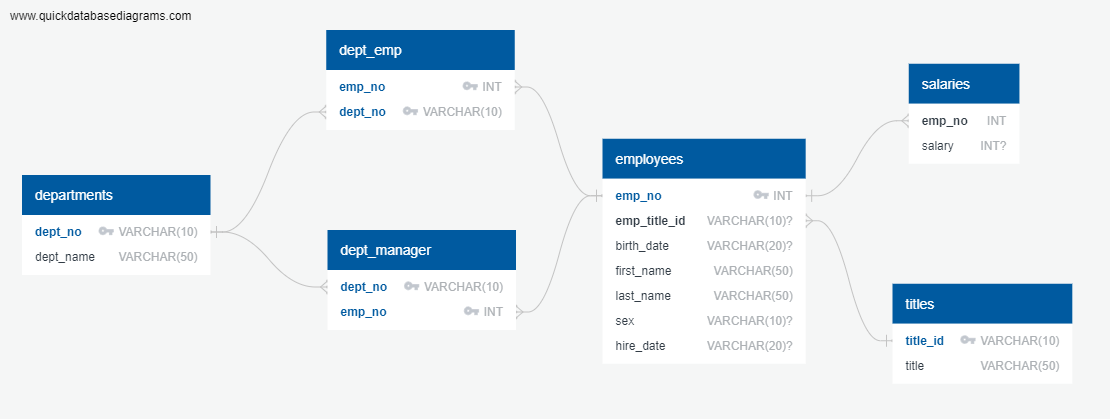 www.quickdatabasediagrams.com
dept_emp
emp_no INT
dept_no VARCHAR(10)
departments
dept_no VARCHAR(10)
dept_name VARCHAR(50)
dept_manager
dept_no VARCHAR(10)
emp_no INT
employees
emp_no INT
emp_title_id VARCHAR(10)?
birth_date VARCHAR(20)?
first_name VARCHAR(50)
last_name VARCHAR(50)
sex VARCHAR(10)?
hire_date VARCHAR(20)?
salaries
emp_no INT
salary INT?
titles
title_id VARCHAR(10)
title VARCHAR(50)